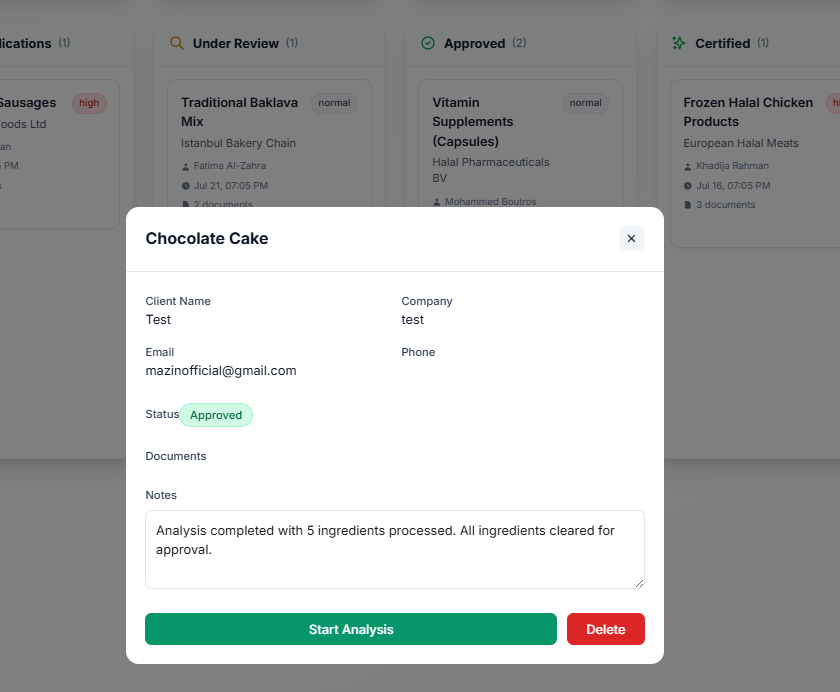 ications (1)
Under Review (1)
Approved (2)
Certified (1)
Sausages
high
oods Ltd
an
PM
s
Traditional Baklava
Mix
normal
Istanbul Bakery Chain
Fatima Al-Zahra
Jul 21, 07:05 PM
2 documents
Vitamin
Supplements
(Capsules)
normal
Halal Pharmaceuticals
BV
Mohammed Boutros
Frozen Halal Chicken
Products
hi
European Halal Meats
Khadija Rahman
Jul 16, 07:05 PM
3 documents
Chocolate Cake
Client Name
Test
Company
test
Email
mazinofficial@gmail.com
Phone
Status Approved
Documents
Notes
Analysis completed with 5 ingredients processed. All ingredients cleared for
approval.
Start Analysis
Delete